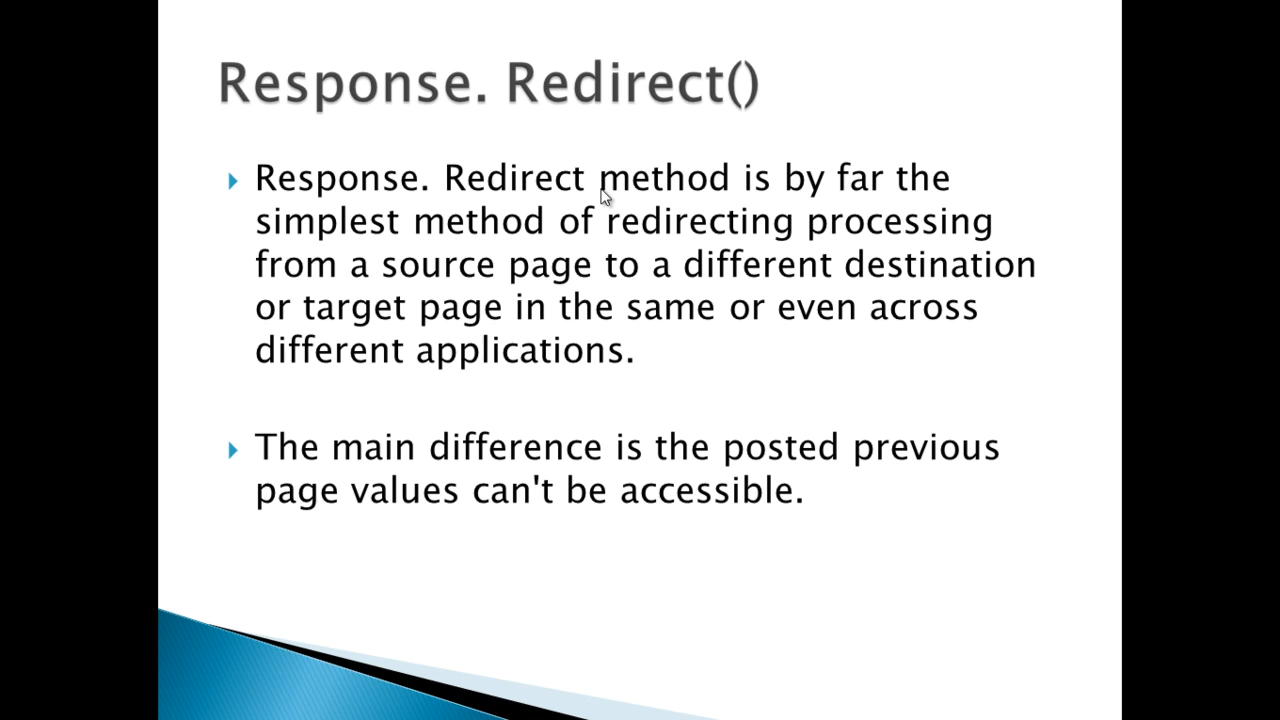 Response. Redirect()
Response. Redirect method is by far the
simplest method of redirecting processing
from a source page to a different destination
or target page in the same or even across
different applications.
The main difference is the posted previous
page values can't be accessible.